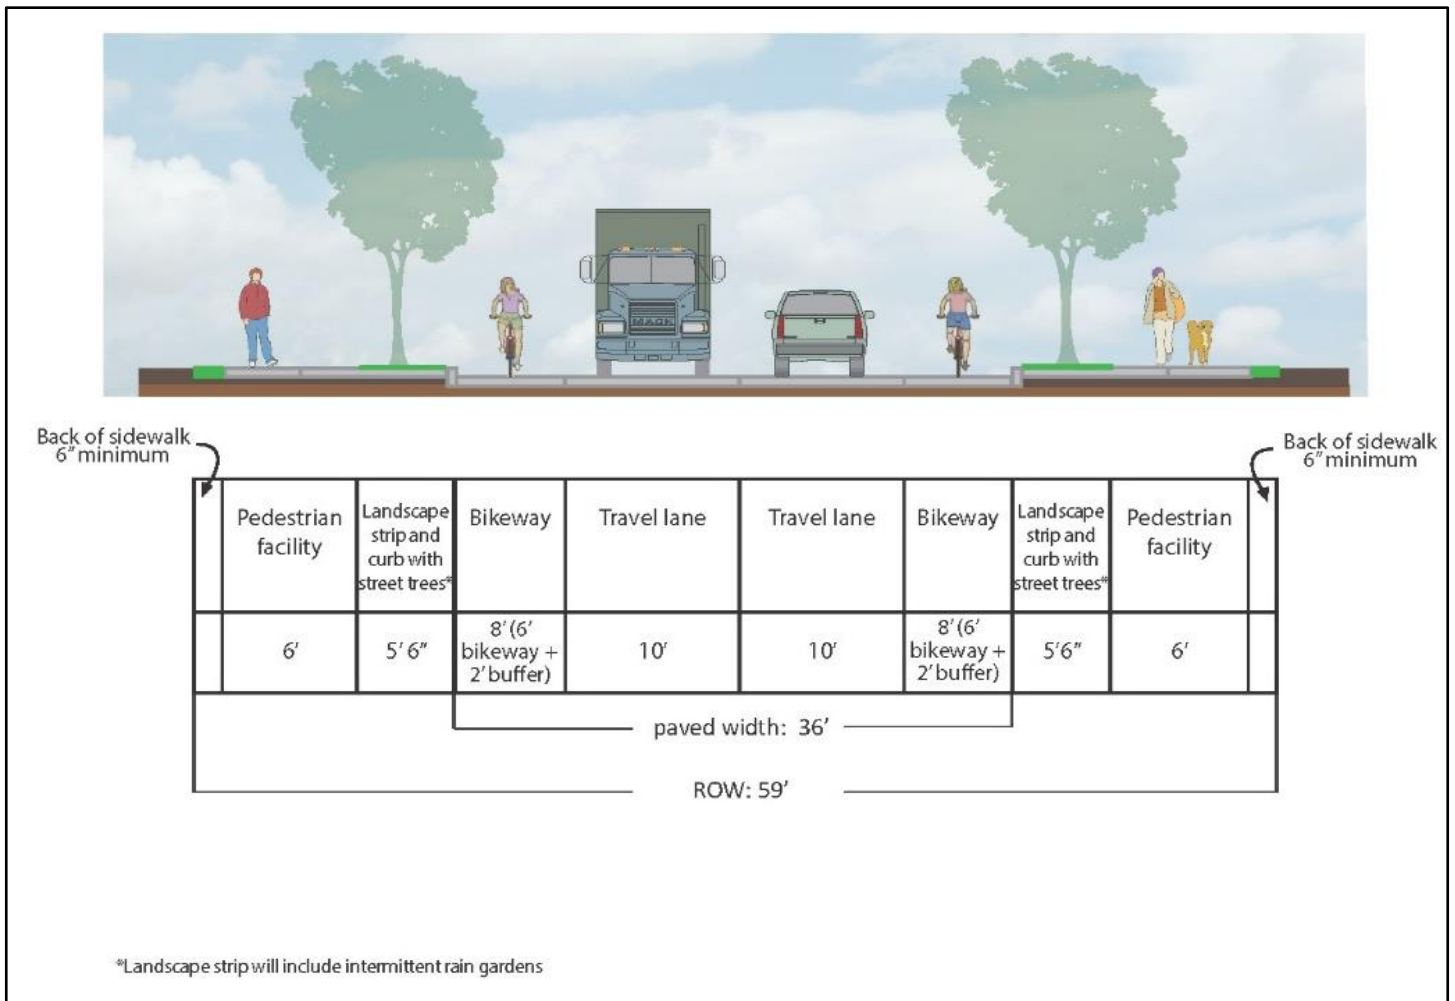 MACK
Back of sidewalk
6” minimum
Back of sidewalk
6” minimum
Pedestrian
facility
Landscape
strip and
curb with
street trees*
Bikeway
Travel lane
Travel lane
Bikeway
Landscape
strip and
curb with
street trees*
Pedestrian
facility
6’
5’ 6”
8’ (6’
bikeway +
2’ buffer)
10’
10’
8’ (6’
bikeway +
2’ buffer)
5’6”
6’
paved width: 36’
ROW: 59’
*Landscape strip will include intermittent rain gardens